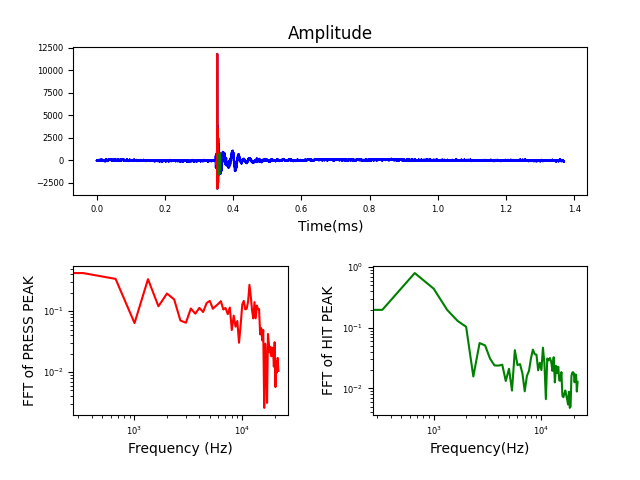 Amplitude
12500
10000
7500
5000
2500
0
−2500
0.0 0.2 0.4 0.6 0.8 1.0 1.2 1.4
Time(ms)
FFT of PRESS PEAK
10⁻¹
10⁻²
10³ 10⁴
Frequency (Hz)
FFT of HIT PEAK
10⁰
10⁻¹
10⁻²
10³ 10⁴
Frequency(Hz)